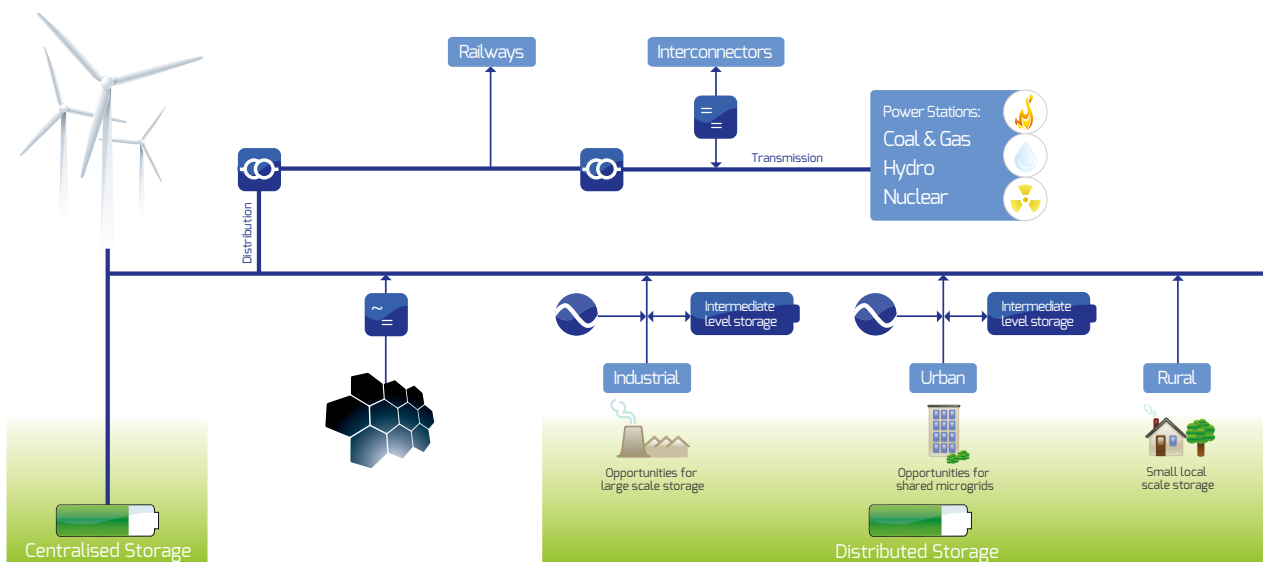 Railways
Interconnectors
Power Stations:
Coal & Gas
Hydro
Nuclear
Transmission
Distribution
Intermediate
level storage
Intermediate
level storage
Industrial
Urban
Rural
Opportunities for
large scale storage
Opportunities for
shared microgrids
Small local
scale storage
Centralised Storage
Distributed Storage